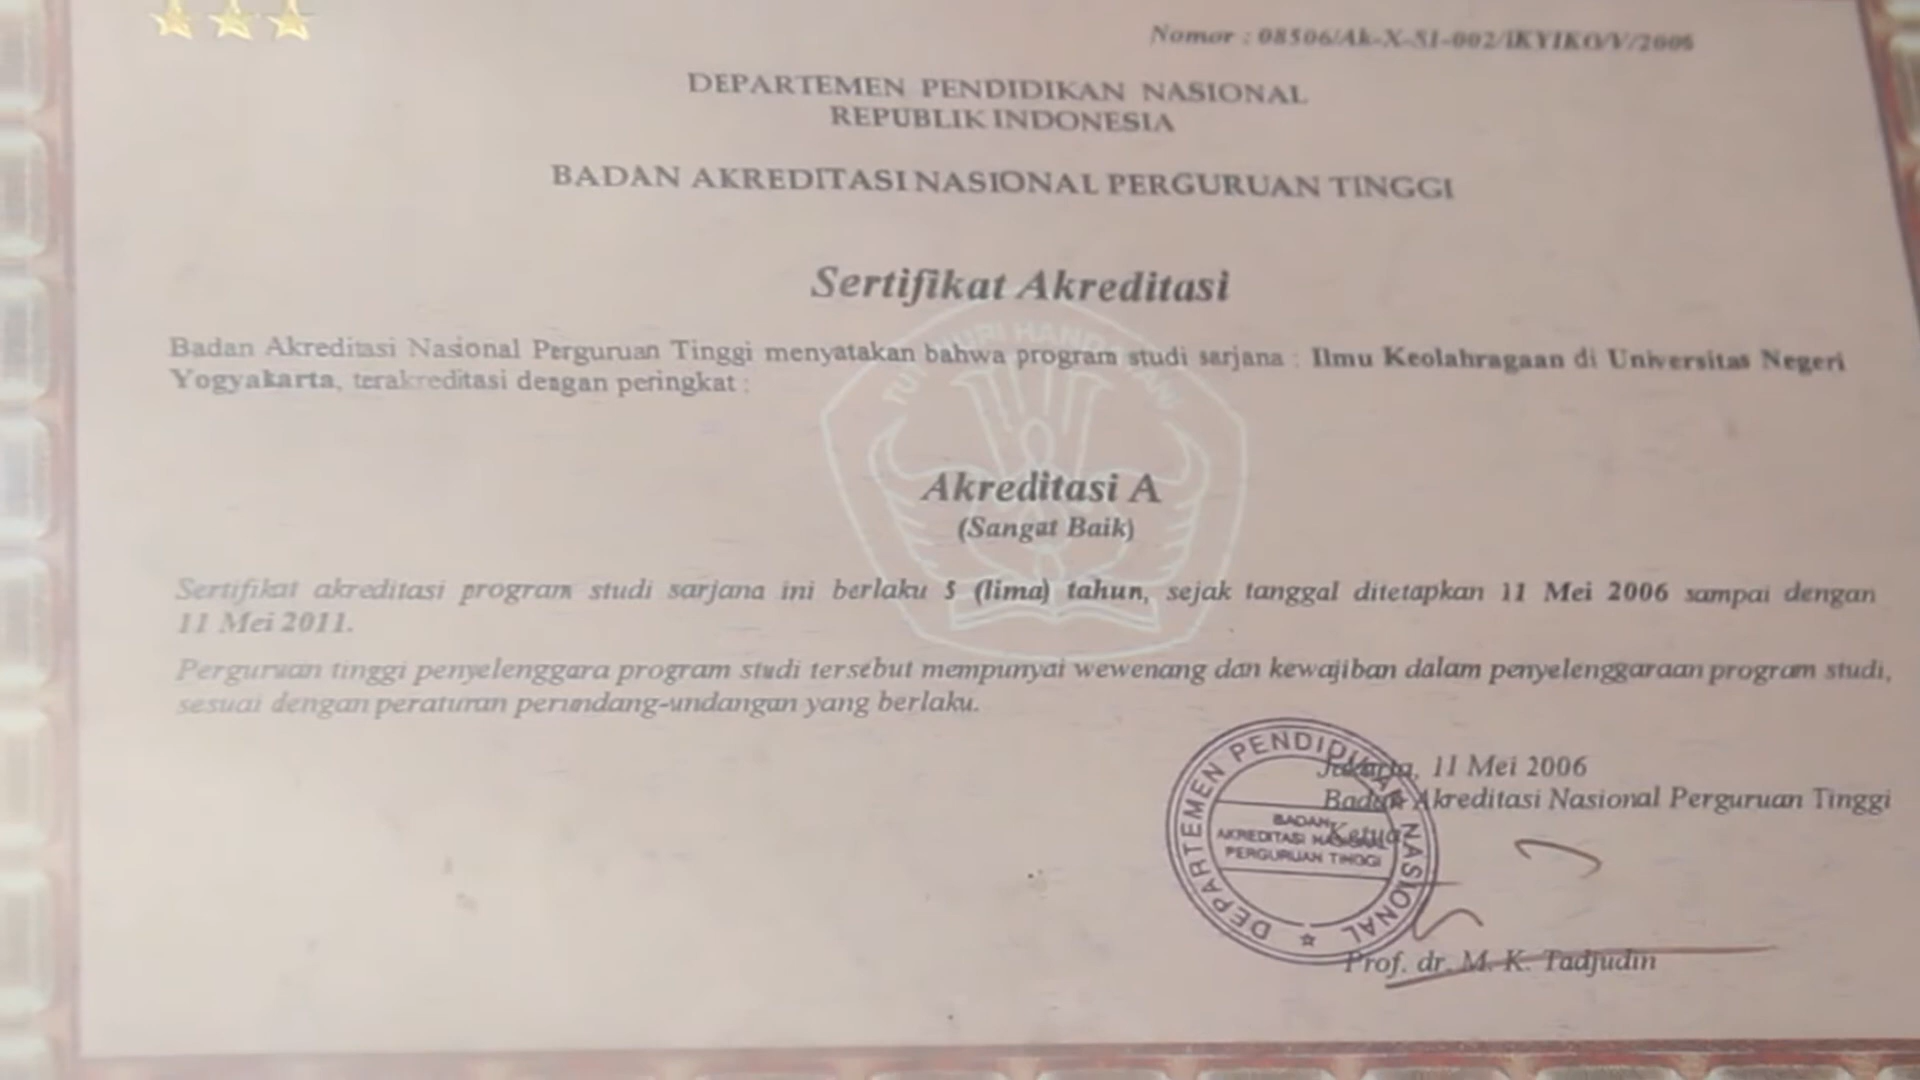 Nomor : 08506/Ak-X-S1-002/IKYIKO/V/2006
DEPARTEMEN PENDIDIKAN NASIONAL
REPUBLIK INDONESIA
BADAN AKREDITASI NASIONAL PERGURUAN TINGGI
Sertifikat Akreditasi
Badan Akreditasi Nasional Perguruan Tinggi menyatakan bahwa program studi sarjana : Ilmu Keolahragaan di Universitas Negeri
Yogyakarta, terakreditasi dengan peringkat :
Akreditasi A
(Sangat Baik)
Sertifikat akreditasi program studi sarjana ini berlaku 5 (lima) tahun, sejak tanggal ditetapkan 11 Mei 2006 sampai dengan
11 Mei 2011.
Perguruan tinggi penyelenggara program studi tersebut mempunyai wewenang dan kewajiban dalam penyelenggaraan program studi,
sesuai dengan peraturan perundang-undangan yang berlaku.
Jakarta, 11 Mei 2006
Badan Akreditasi Nasional Perguruan Tinggi
Ketua
DEPARTEMEN PENDIDIKAN NASIONAL
BADAN
AKREDITASI NASIONAL
PERGURUAN TINGGI
Prof. dr. M. K. Tadjudin